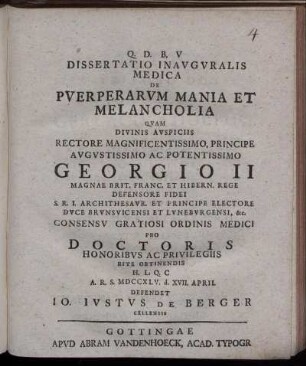 4
Q. D. B. V
DISSERTATIO INAVGVRALIS
MEDICA
DE
PVERPERARVM MANIA ET
MELANCHOLIA
QVAM
DIVINIS AVSPICIIS
RECTORE MAGNIFICENTISSIMO, PRINCIPE
AVGVSTISSIMO AC POTENTISSIMO
GEORGIO II
MAGNAE BRIT. FRANC. ET HIBERN. REGE
DEFENSORE FIDEI
S. R. I. ARCHITHESAVR. ET PRINCIPE ELECTORE
DVCE BRVNSVICENSI ET LVNEBVRGENSI, &c.
CONSENSV GRATIOSI ORDINIS MEDICI
PRO
DOCTORIS
HONORIBVS AC PRIVILEGIIS
RITE OBTINENDIS
H. L. Q. C
A. R. S. MDCCXLV. d. XVII. APRIL
DEFENDET
IO. IVSTVS DE BERGER
CELLENSIS
GOTTINGAE
APVD ABRAM VANDENHOECK, ACAD. TYPOGR